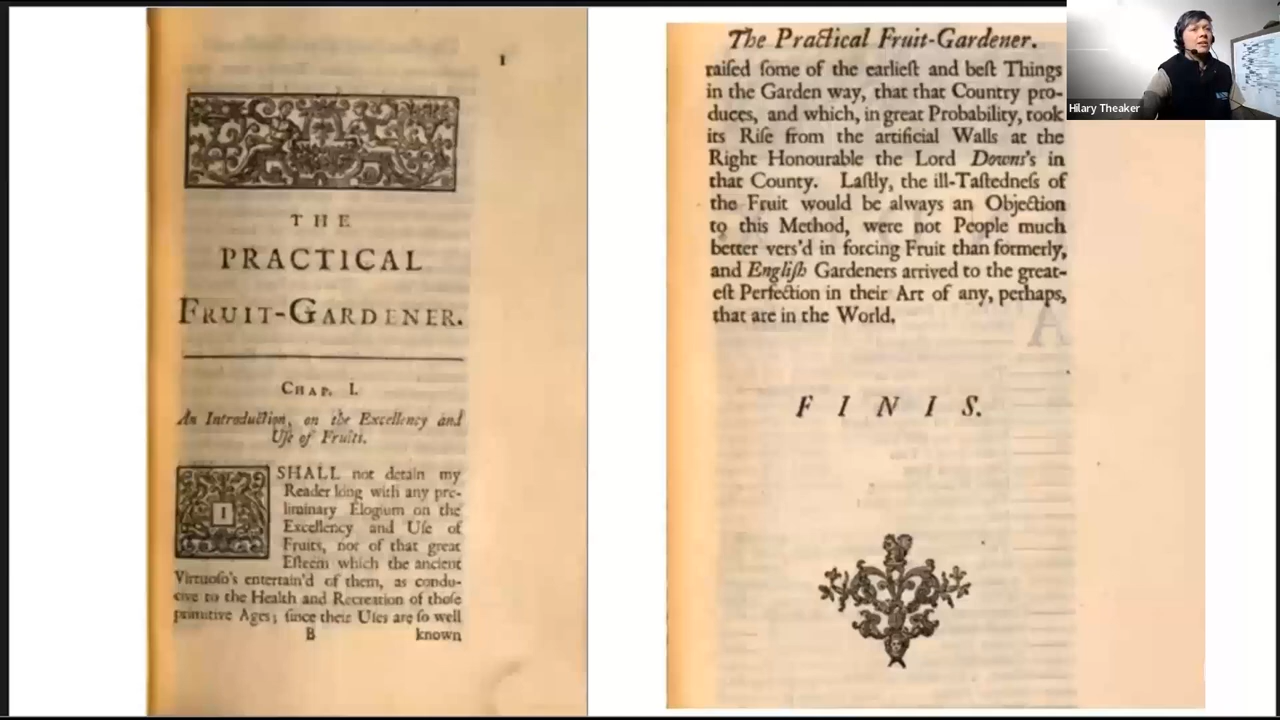 1
THE
PRACTICAL
FRUIT-GARDENER.
CHAP. I.
An Introduction, on the Excellency and
Uſe of Fruits.
I SHALL not detain my
Reader long with any pre-
liminary Elogium on the
Excellency and Uſe of
Fruits, nor of that great
Eſteem which the ancient
Virtuoſo's entertain'd of them, as condu-
cive to the Health and Recreation of thoſe
primitive Ages; ſince their Uſes are ſo well
B known
The Practical Fruit-Gardener.
raiſed ſome of the earlieſt and beſt Things
in the Garden way, that that Country pro-
duces, and which, in great Probability, took
its Riſe from the artificial Walls at the
Right Honourable the Lord Downs's in
that County. Laſtly, the ill-Taſtedneſs of
the Fruit would be always an Objection
to this Method, were not People much
better vers'd in forcing Fruit than formerly,
and Engliſh Gardeners arrived to the great-
eſt Perfection in their Art of any, perhaps,
that are in the World.
FINIS.
Hilary Theaker